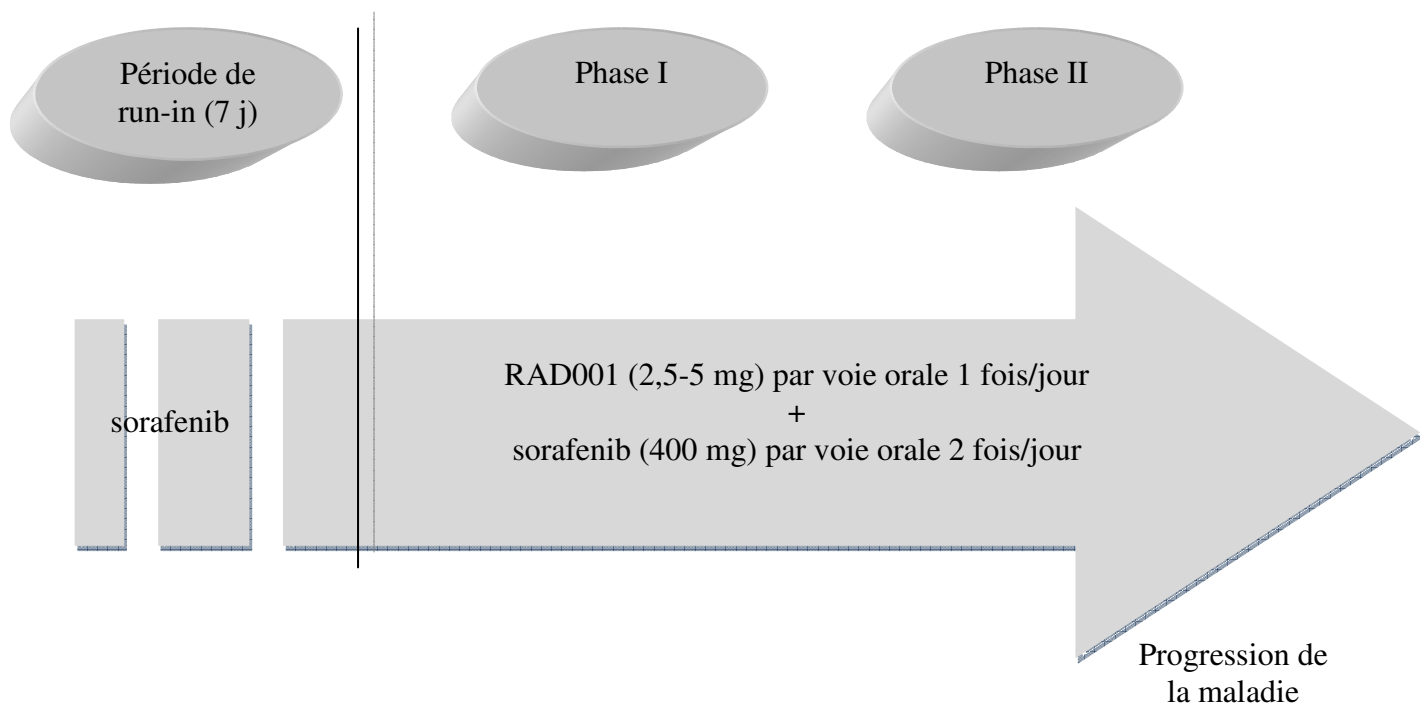 Période de
run-in (7 j)
Phase I
Phase II
sorafenib
RAD001 (2,5-5 mg) par voie orale 1 fois/jour
+
sorafenib (400 mg) par voie orale 2 fois/jour
Progression de
la maladie